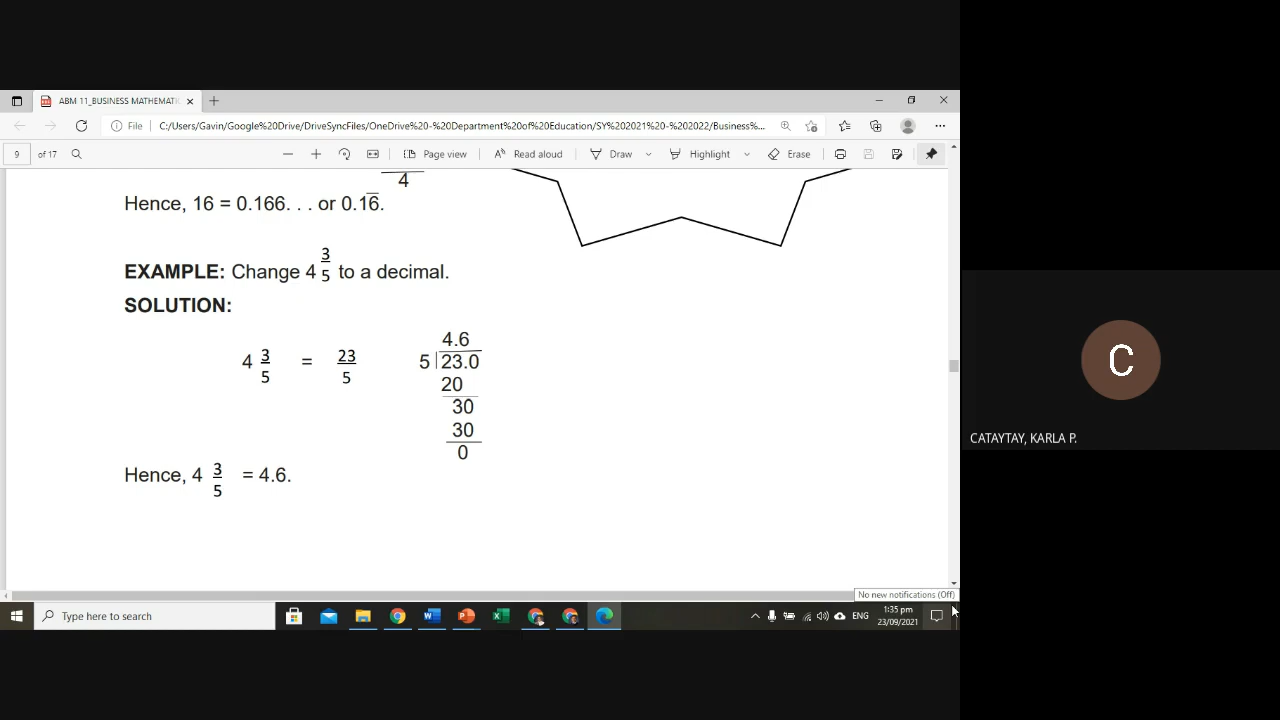 ABM 11_BUSINESS MATHEMATI
File C:/Users/Gavin/Google%20Drive/DriveSyncFiles/OneDrive%20-%20Department%20of%20Education/SY%202021%20-%202022/Business%...
9 of 17 Page view Read aloud Draw Highlight Erase
4
Hence, 16 = 0.166. . . or 0.16̅.
EXAMPLE: Change 4 3/5 to a decimal.
SOLUTION:
4.6
4 3/5 = 23/5 5 23.0
20
30
30
0
Hence, 4 3/5 = 4.6.
C
CATAYTAY, KARLA P.
No new notifications (Off)
Type here to search
ENG
1:35 pm
23/09/2021